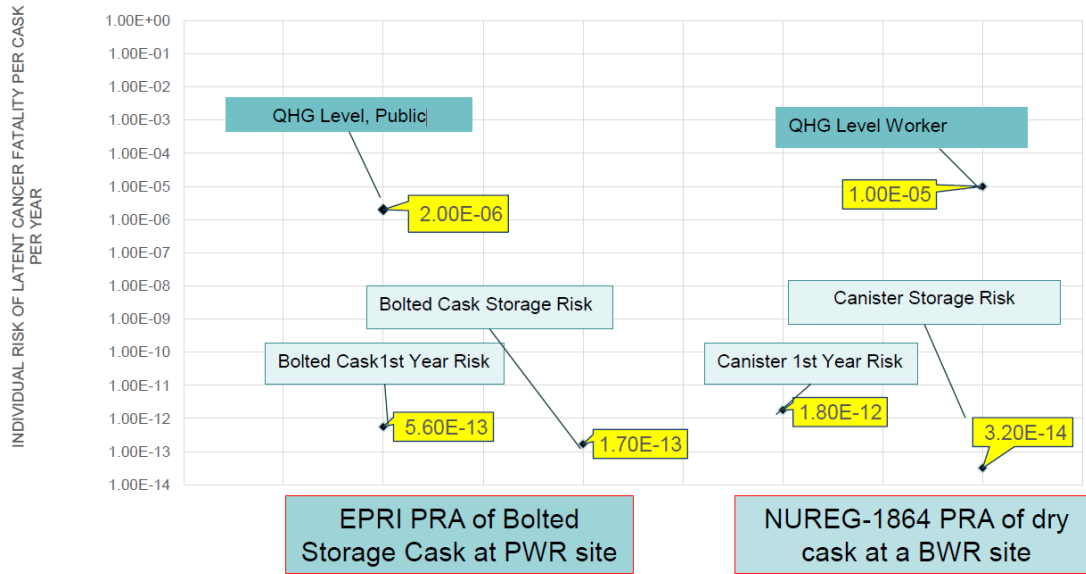 INDIVIDUAL RISK OF LATENT CANCER FATALITY PER CASK
PER YEAR
1.00E+00
1.00E-01
1.00E-02
1.00E-03
1.00E-04
1.00E-05
1.00E-06
1.00E-07
1.00E-08
1.00E-09
1.00E-10
1.00E-11
1.00E-12
1.00E-13
1.00E-14
QHG Level, Public
QHG Level Worker
2.00E-06
1.00E-05
Bolted Cask Storage Risk
Canister Storage Risk
Bolted Cask1st Year Risk
Canister 1st Year Risk
5.60E-13
1.70E-13
1.80E-12
3.20E-14
EPRI PRA of Bolted
Storage Cask at PWR site
NUREG-1864 PRA of dry
cask at a BWR site